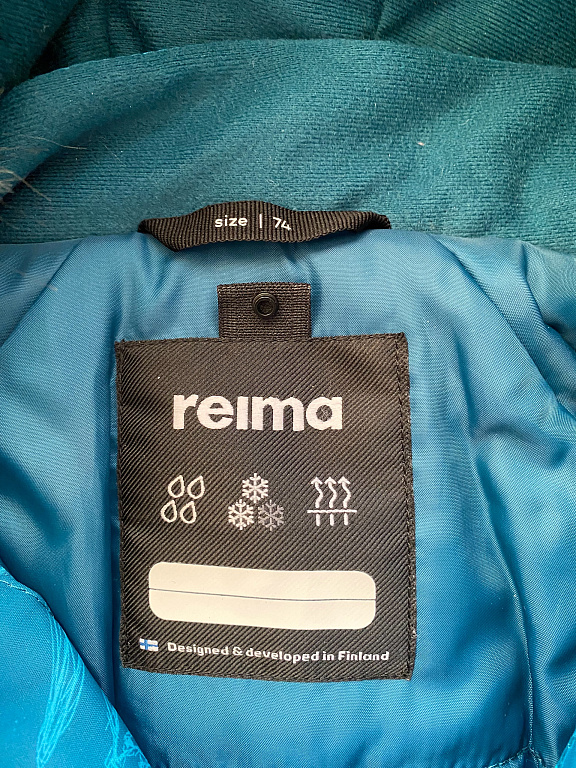 size | 74
reima
Designed & developed in Finland